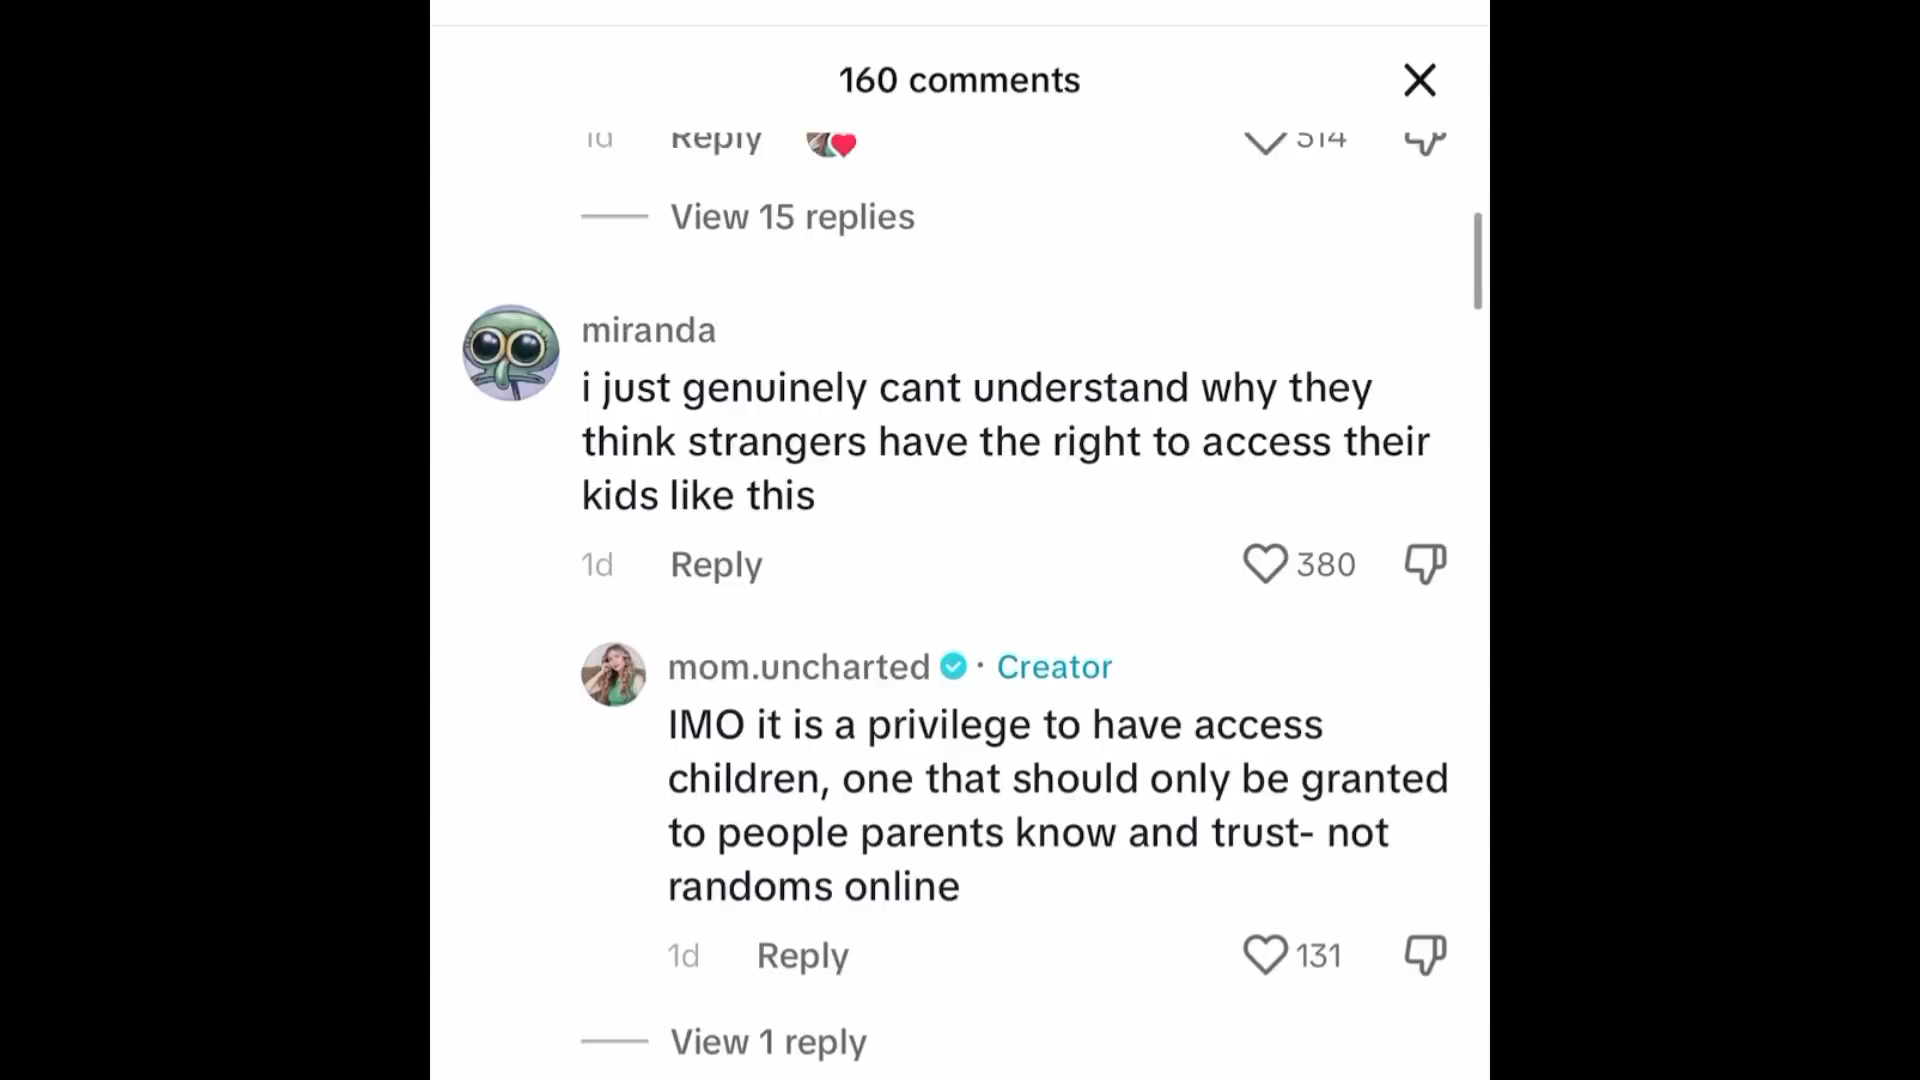 160 comments
1d Reply 514
View 15 replies
miranda
i just genuinely cant understand why they
think strangers have the right to access their
kids like this
1d Reply 380
mom.uncharted · Creator
IMO it is a privilege to have access
children, one that should only be granted
to people parents know and trust- not
randoms online
1d Reply 131
View 1 reply